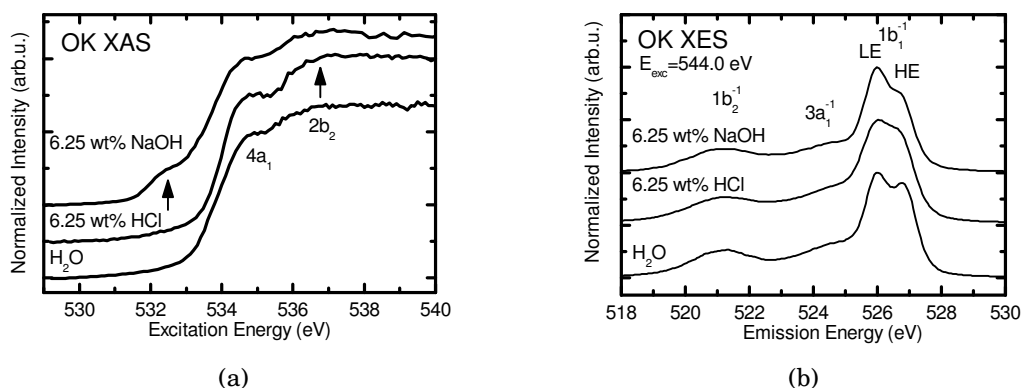 OK XAS
Normalized Intensity (arb.u.)
6.25 wt% NaOH
2b₂
4a₁
6.25 wt% HCl
H₂O
530 532 534 536 538 540
Excitation Energy (eV)
(a)
OK XES
E_exc=544.0 eV
1b₁⁻¹
LE
HE
1b₂⁻¹
3a₁⁻¹
Normalized Intensity (arb.u.)
6.25 wt% NaOH
6.25 wt% HCl
H₂O
518 520 522 524 526 528 530
Emission Energy (eV)
(b)